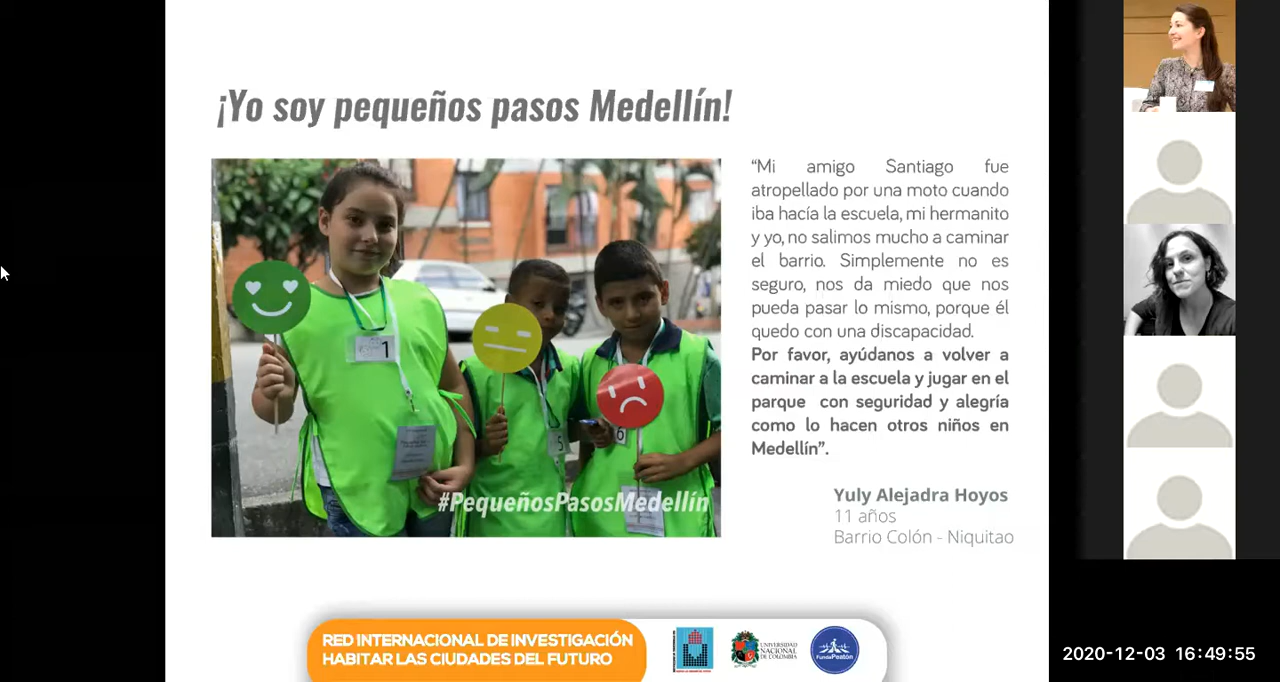 ¡Yo soy pequeños pasos Medellín!
“Mi amigo Santiago fue
atropellado por una moto cuando
iba hacía la escuela, mi hermanito
y yo, no salimos mucho a caminar
el barrio. Simplemente no es
seguro, nos da miedo que nos
pueda pasar lo mismo, porque él
quedo con una discapacidad.
Por favor, ayúdanos a volver a
caminar a la escuela y jugar en el
parque con seguridad y alegría
como lo hacen otros niños en
Medellín”.
1
5
6
#PequeñosPasosMedellín
Yuly Alejadra Hoyos
11 años
Barrio Colón - Niquitao
RED INTERNACIONAL DE INVESTIGACIÓN
HABITAR LAS CIUDADES DEL FUTURO
UNIVERSIDAD
NACIONAL
DE COLOMBIA
FundaPeatón
2020-12-03 16:49:55